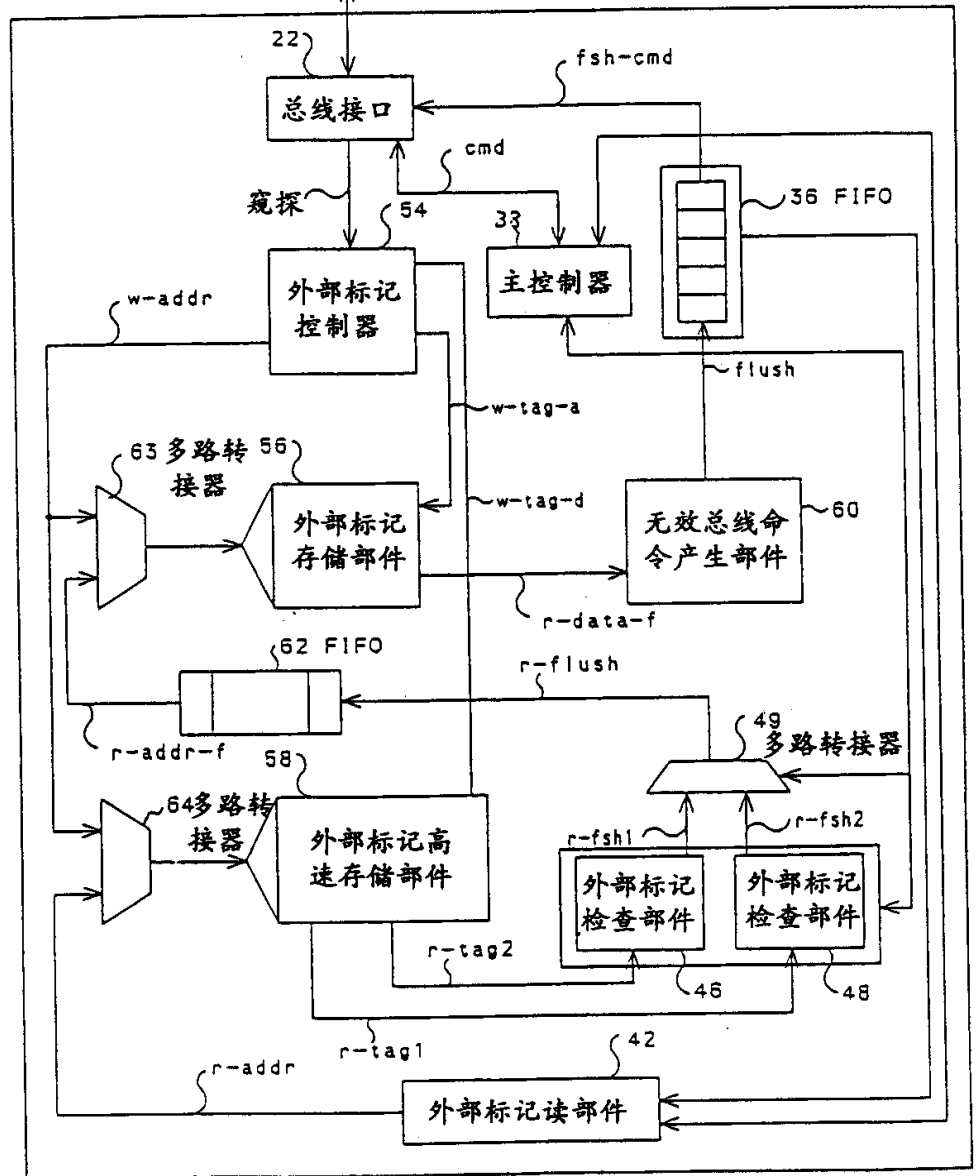 22
总线接口
fsh-cmd
cmd
窥探
54
33
36 FIFO
外部标记
控制器
主控制器
w-addr
flush
w-tag-a
63多路转
接器
56
w-tag-d
外部标记
存储部件
无效总线命
令产生部件
60
r-data-f
62 FIFO
r-flush
r-addr-f
49
多路转接器
58
64多路转
接器
外部标记高
速存储部件
r-fsh1
r-fsh2
外部标记
检查部件
外部标记
检查部件
r-tag2
46
48
r-tag1
42
r-addr
外部标记读部件